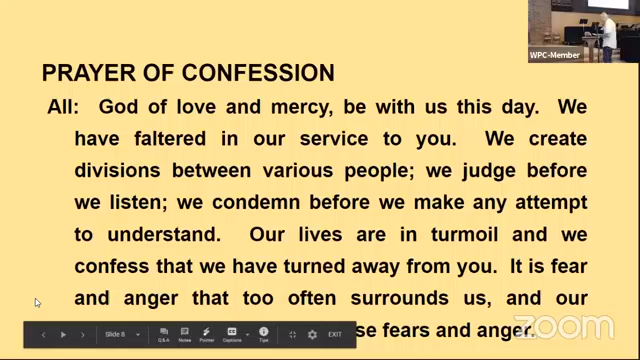 WPC-Member
PRAYER OF CONFESSION
All: God of love and mercy, be with us this day. We
have faltered in our service to you. We create
divisions between various people; we judge before
we listen; we condemn before we make any attempt
to understand. Our lives are in turmoil and we
confess that we have turned away from you. It is fear
and anger that too often surrounds us, and our
se fears and anger.
Slide 8
Q&A
Notes
Pointer
Captions
Tips
EXIT
zoom